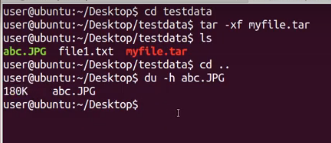 user@ubuntu:~/Desktop$ cd testdata
user@ubuntu:~/Desktop/testdata$ tar -xf myfile.tar
user@ubuntu:~/Desktop/testdata$ ls
abc.JPG file1.txt myfile.tar
user@ubuntu:~/Desktop/testdata$ cd ..
user@ubuntu:~/Desktop$ du -h abc.JPG
180K abc.JPG
user@ubuntu:~/Desktop$